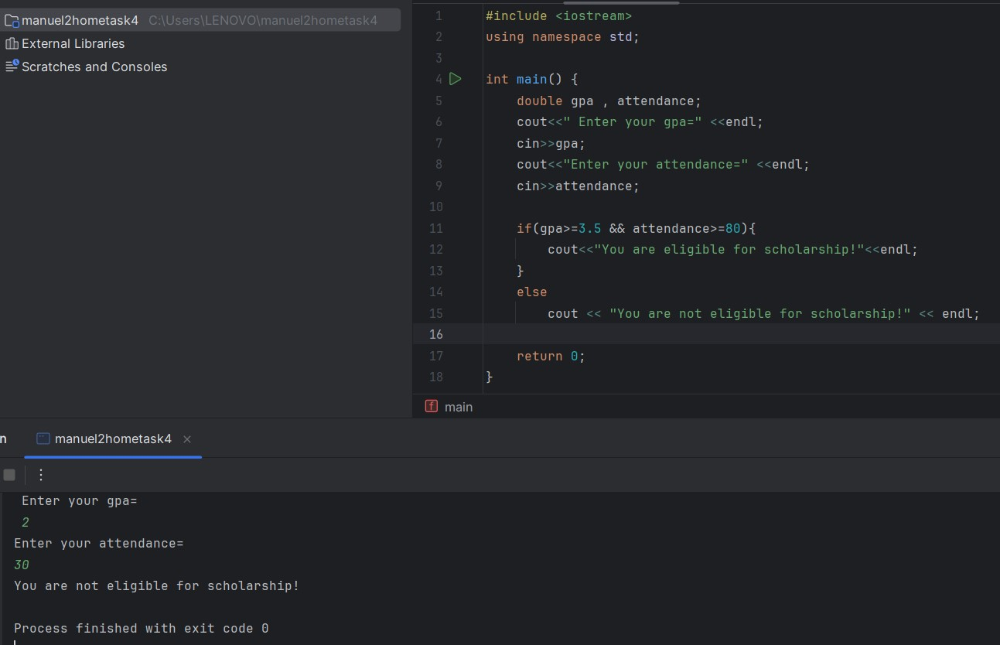 manuel2hometask4 C:\Users\LENOVO\manuel2hometask4
External Libraries
Scratches and Consoles
1 #include <iostream>
2 using namespace std;
3
4 int main() {
5     double gpa , attendance;
6     cout<<" Enter your gpa=" <<endl;
7     cin>>gpa;
8     cout<<"Enter your attendance=" <<endl;
9     cin>>attendance;
10
11     if(gpa>=3.5 && attendance>=80){
12         cout<<"You are eligible for scholarship!"<<endl;
13     }
14     else
15         cout << "You are not eligible for scholarship!" << endl;
16
17     return 0;
18 }
f main
n manuel2hometask4 ×
 Enter your gpa=
 2
Enter your attendance=
30
You are not eligible for scholarship!
Process finished with exit code 0